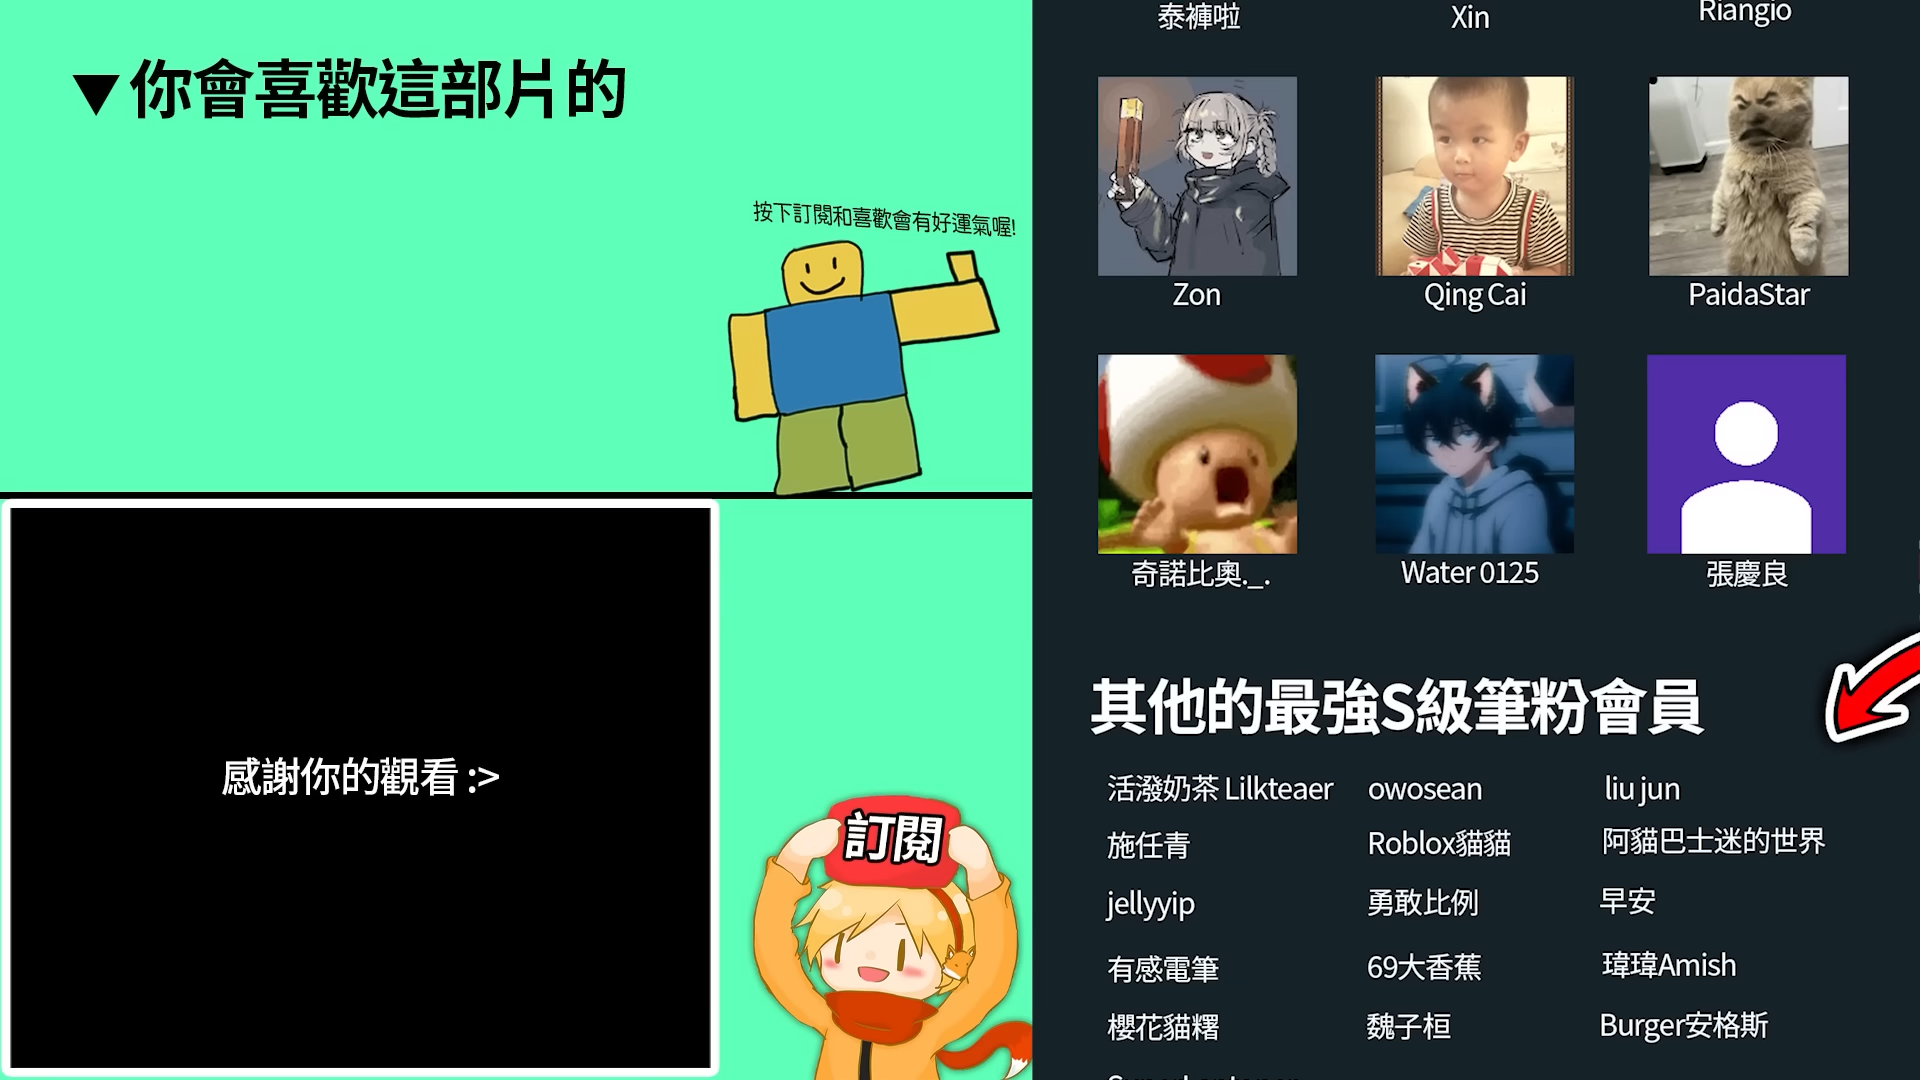 ▼你會喜歡這部片的
按下訂閱和喜歡會有好運氣喔!
感謝你的觀看 :>
訂閱
泰褲啦 Xin Riangio
Zon Qing Cai PaidaStar
奇諾比奧._. Water 0125 張慶良
其他的最強S級筆粉會員
活潑奶茶 Lilkteaer owosean liu jun
施任青 Roblox貓貓 阿貓巴士迷的世界
jellyyip 勇敢比例 早安
有感電筆 69大香蕉 瑋瑋Amish
櫻花貓糬 魏子桓 Burger安格斯